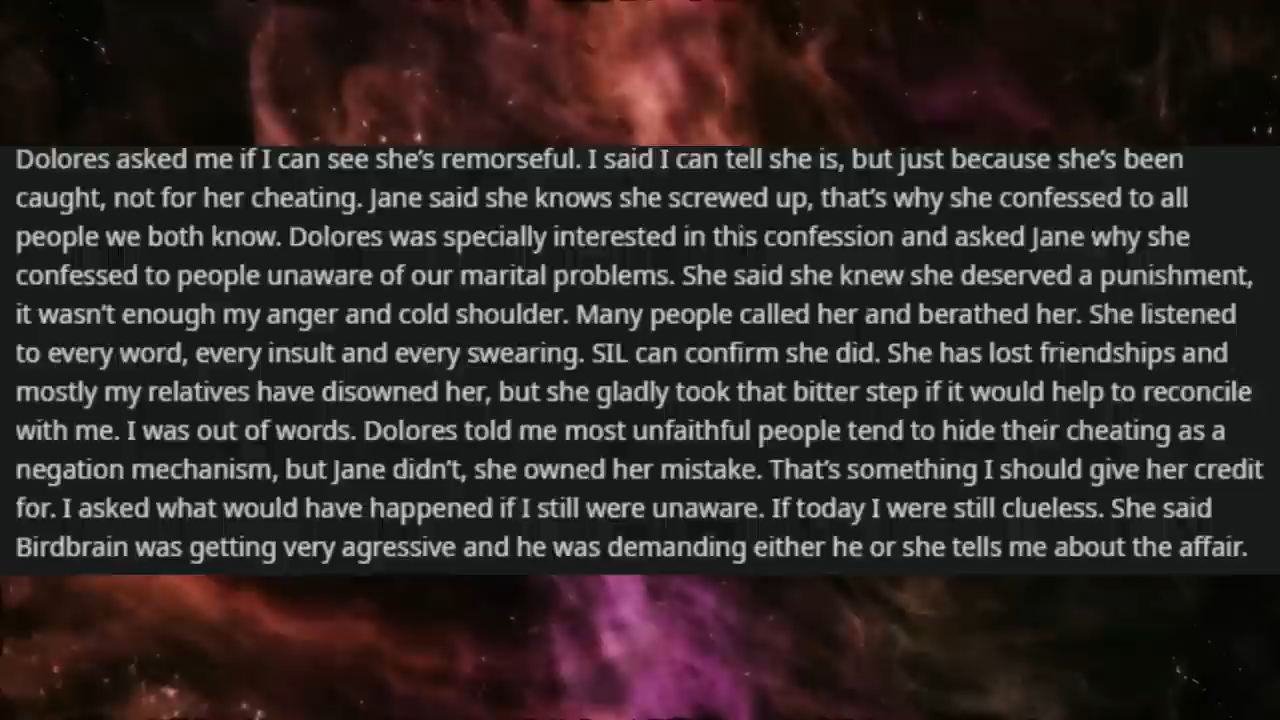 Dolores asked me if I can see she's remorseful. I said I can tell she is, but just because she's been
caught, not for her cheating. Jane said she knows she screwed up, that's why she confessed to all
people we both know. Dolores was specially interested in this confession and asked Jane why she
confessed to people unaware of our marital problems. She said she knew she deserved a punishment,
it wasn't enough my anger and cold shoulder. Many people called her and berathed her. She listened
to every word, every insult and every swearing. SIL can confirm she did. She has lost friendships and
mostly my relatives have disowned her, but she gladly took that bitter step if it would help to reconcile
with me. I was out of words. Dolores told me most unfaithful people tend to hide their cheating as a
negation mechanism, but Jane didn't, she owned her mistake. That's something I should give her credit
for. I asked what would have happened if I still were unaware. If today I were still clueless. She said
Birdbrain was getting very agressive and he was demanding either he or she tells me about the affair.